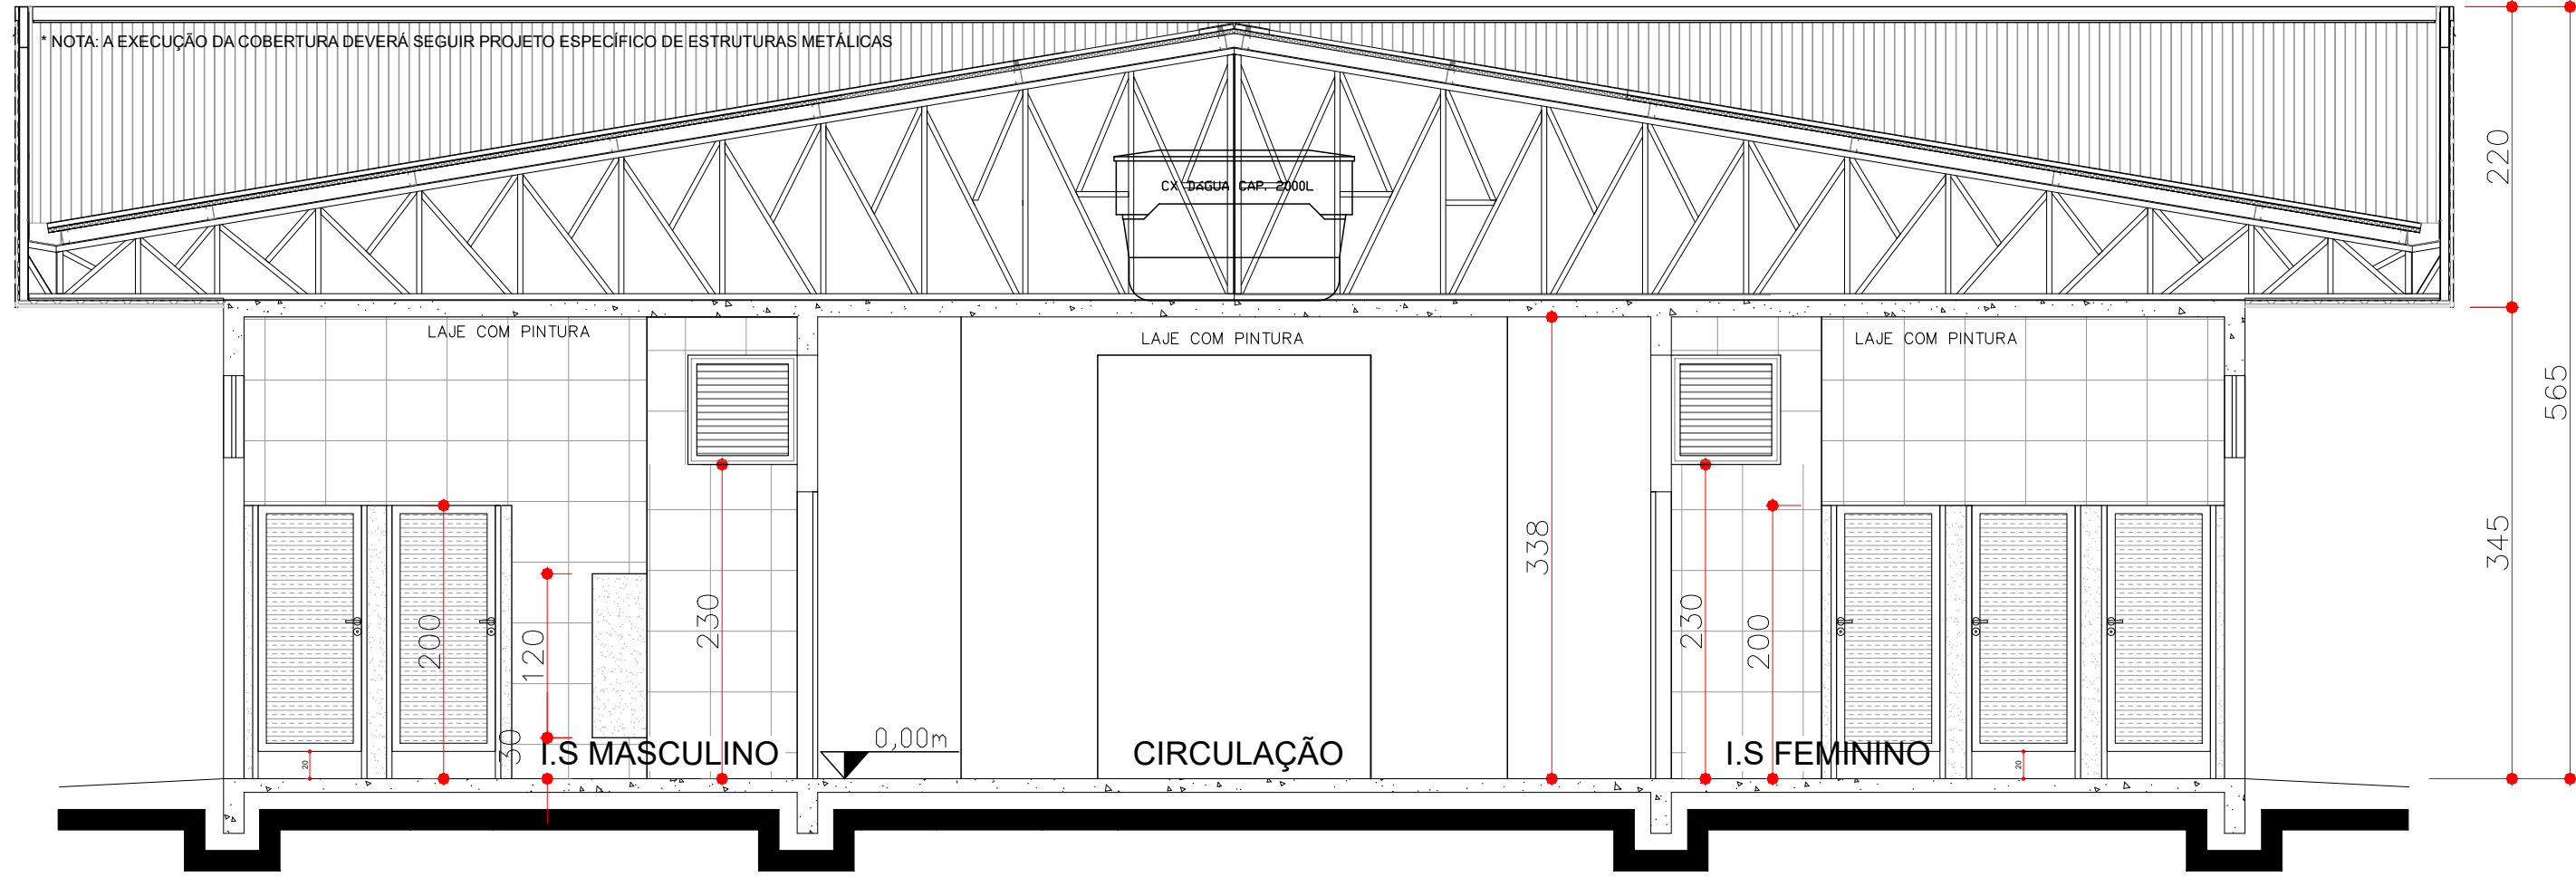 * NOTA: A EXECUÇÃO DA COBERTURA DEVERÁ SEGUIR PROJETO ESPECÍFICO DE ESTRUTURAS METÁLICAS
220
CX DAGUA CAP. 2000L
LAJE COM PINTURA
LAJE COM PINTURA
LAJE COM PINTURA
565
338
345
200
120
230
230
200
30
0,00m
I.S MASCULINO
CIRCULAÇÃO
I.S FEMININO
20
20